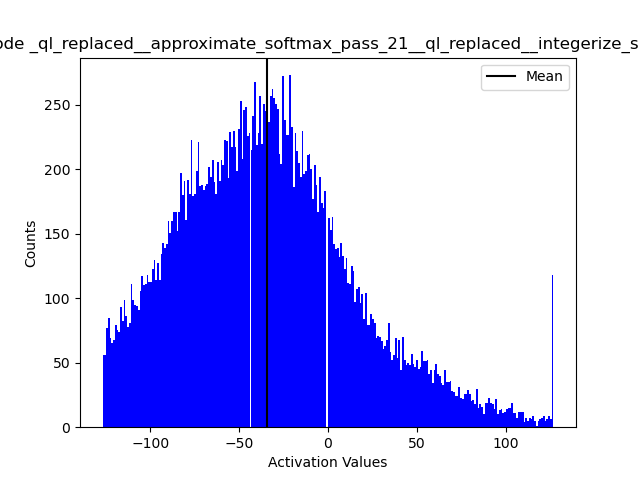 ode _ql_replaced__approximate_softmax_pass_21__ql_replaced__integerize_s
Mean
Counts
250
200
150
100
50
0
−100
−50
0
50
100
Activation Values